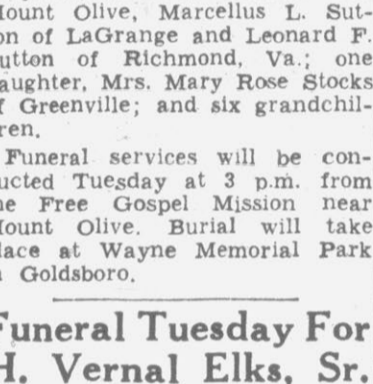 Mount Olive, Marcellus L. Sut-
on of LaGrange and Leonard F.
utton of Richmond, Va.; one
aughter, Mrs. Mary Rose Stocks
f Greenville; and six grandchil-
ren.
Funeral services will be con-
ucted Tuesday at 3 p.m. from
he Free Gospel Mission near
Mount Olive. Burial will take
lace at Wayne Memorial Park
n Goldsboro.
Funeral Tuesday For
H. Vernal Elks, Sr.